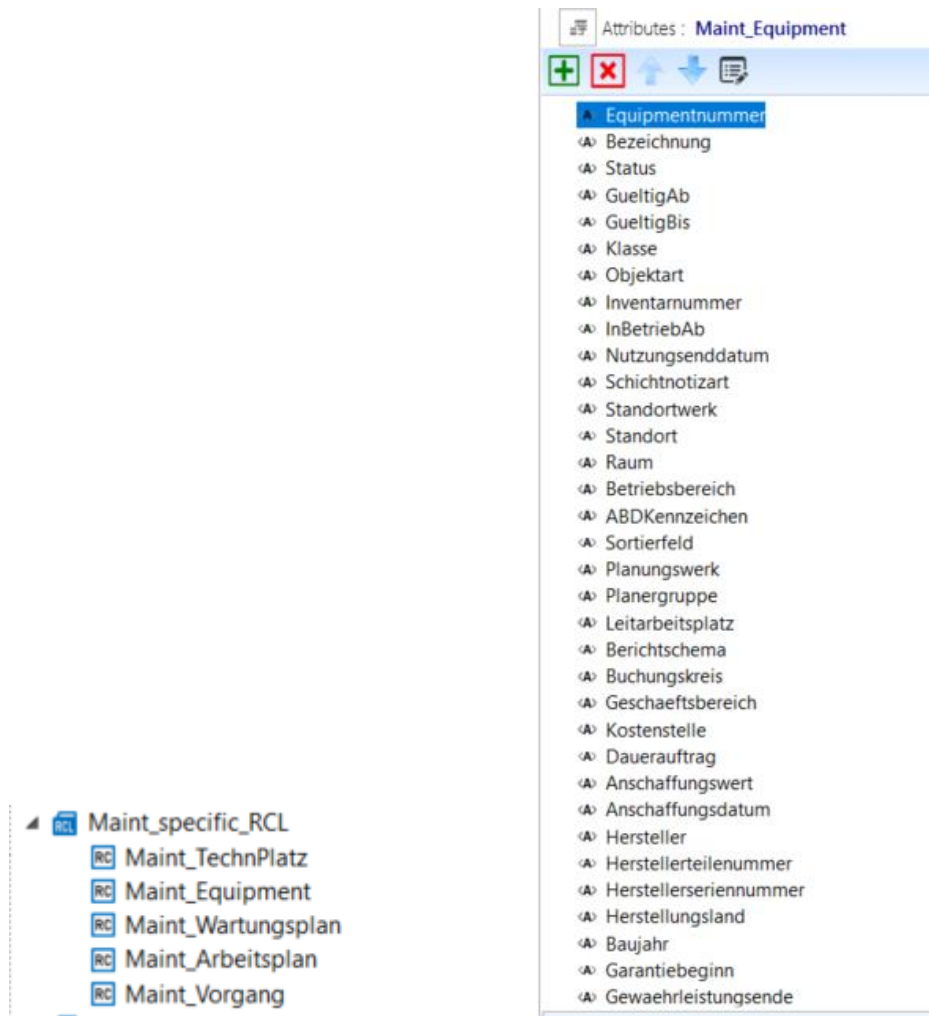 Maint_specific_RCL
Maint_TechnPlatz
Maint_Equipment
Maint_Wartungsplan
Maint_Arbeitsplan
Maint_Vorgang
Attributes : Maint_Equipment
Equipmentnummer
Bezeichnung
Status
GueltigAb
GueltigBis
Klasse
Objektart
Inventarnummer
InBetriebAb
Nutzungsenddatum
Schichtnotizart
Standortwerk
Standort
Raum
Betriebsbereich
ABDKennzeichen
Sortierfeld
Planungswerk
Planergruppe
Leitarbeitsplatz
Berichtschema
Buchungskreis
Geschaeftsbereich
Kostenstelle
Dauerauftrag
Anschaffungswert
Anschaffungsdatum
Hersteller
Herstellerteilenummer
Herstellerseriennummer
Herstellungsland
Baujahr
Garantiebeginn
Gewaehrleistungsende